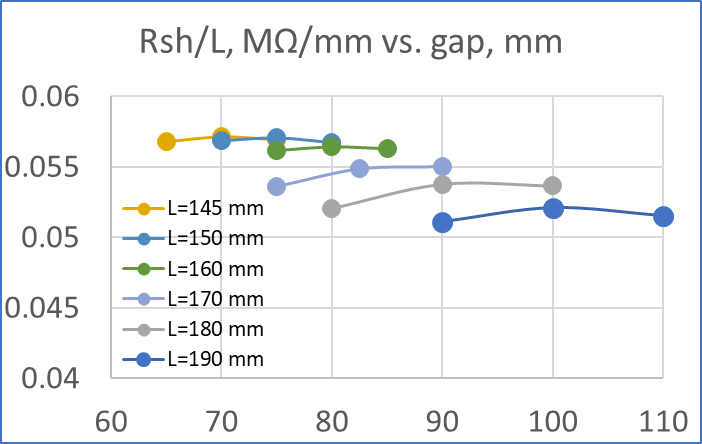 Rsh/L, MΩ/mm vs. gap, mm
0.06
0.055
0.05
0.045
0.04
L=145 mm
L=150 mm
L=160 mm
L=170 mm
L=180 mm
L=190 mm
60 70 80 90 100 110